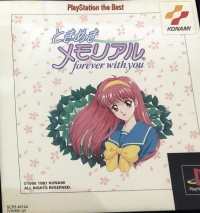 PlayStation the Best
KONAMI
ときめき
メモリアル
forever with you
©1995 1997 KONAMI
ALL RIGHTS RESERVED.